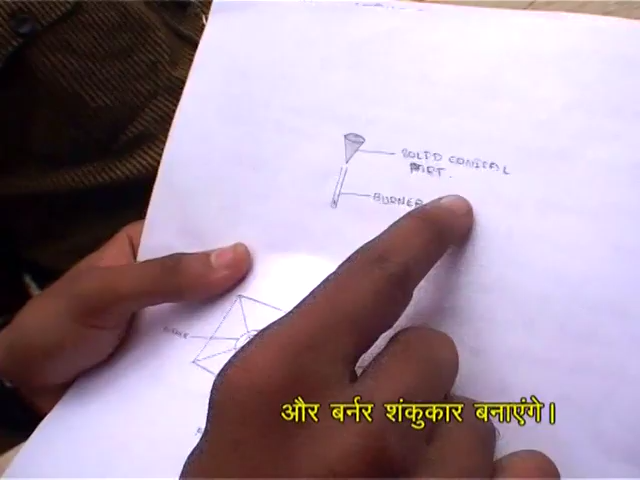 SOLID CONICAL
PART.
BURNER
और बर्नर शंकुकार बनाएंगे।